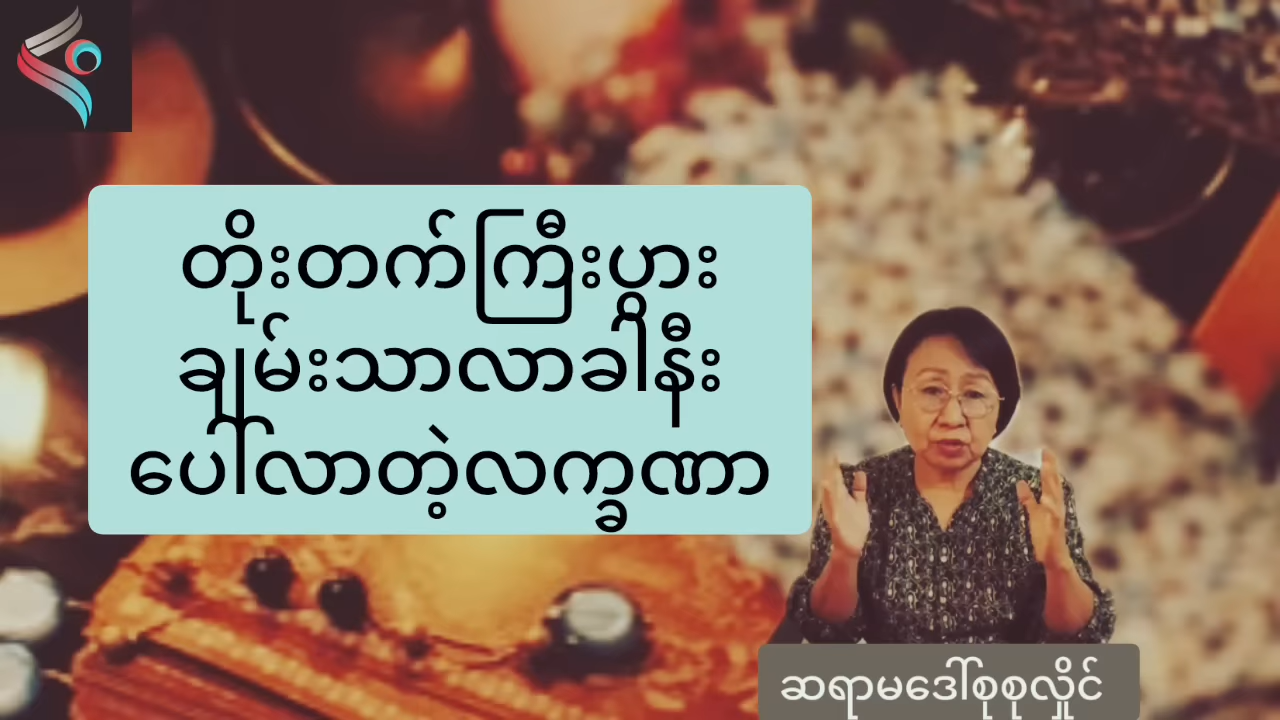 တိုးတက်ကြီးပွား
ချမ်းသာလာခါနီး
ပေါ်လာတဲ့လက္ခဏာ
ဆရာမဒေါ်စုစုလှိုင်